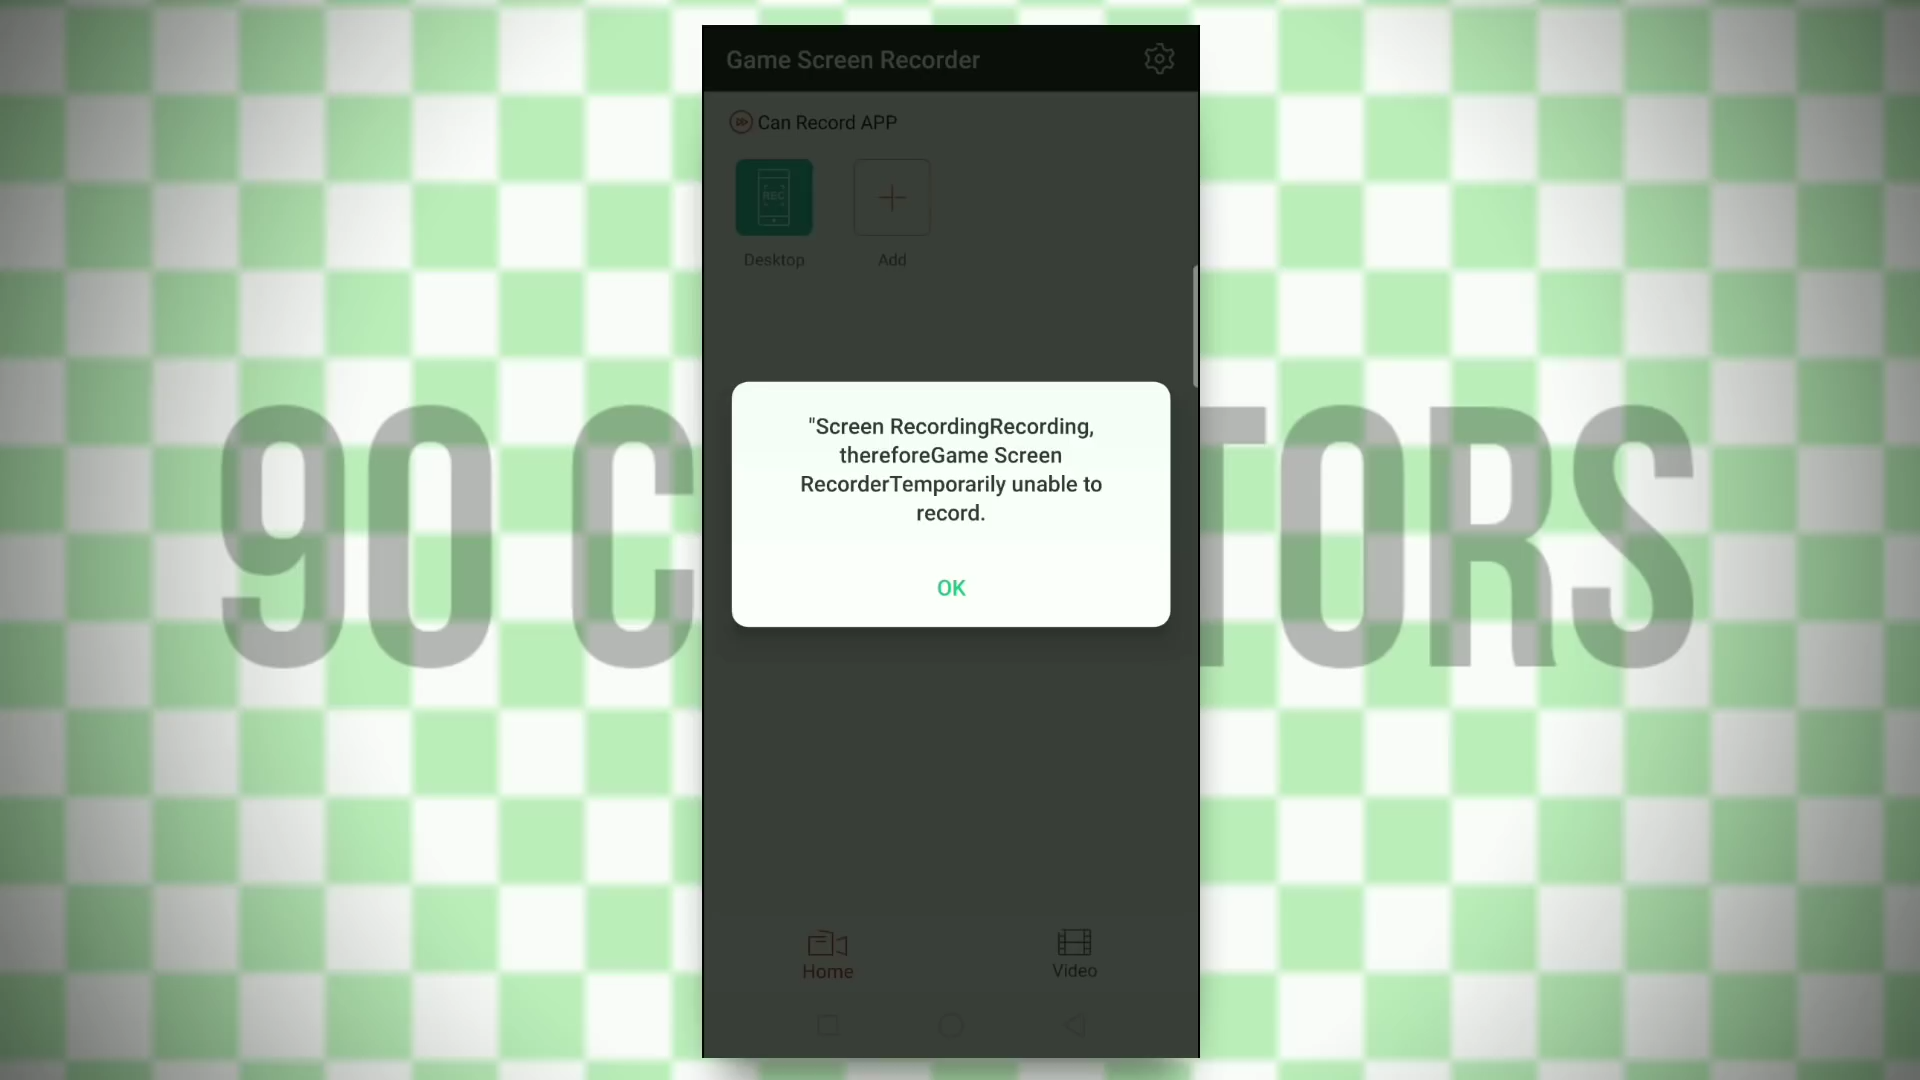 Game Screen Recorder
Can Record APP
REC
Desktop
Add
"Screen RecordingRecording,
thereforeGame Screen
RecorderTemporarily unable to
record.
OK
90 C
TORS
Home
Video